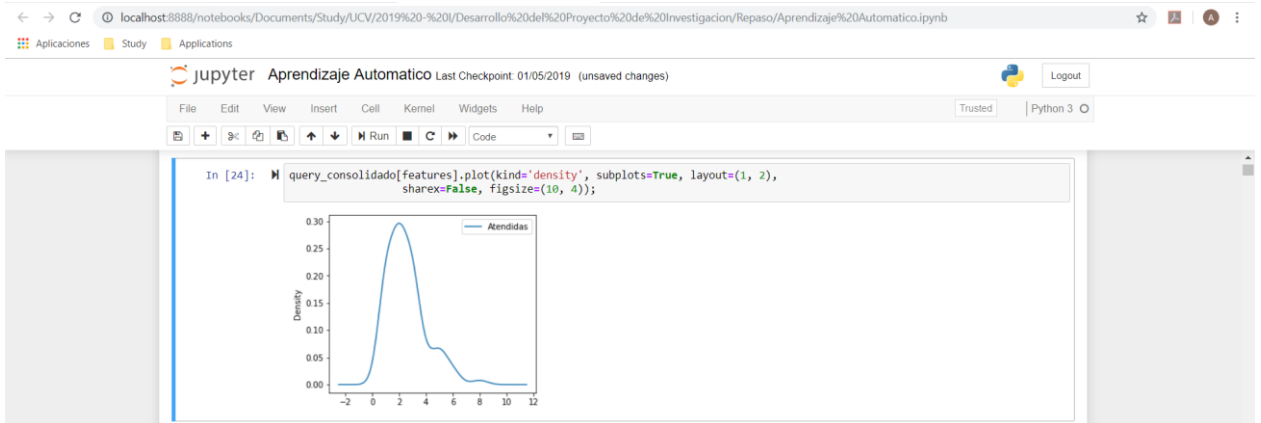 localhost:8888/notebooks/Documents/Study/UCV/2019%20-%20I/Desarrollo%20del%20Proyecto%20de%20Investigacion/Repaso/Aprendizaje%20Automatico.ipynb
A
Aplicaciones Study Applications
jupyter Aprendizaje Automatico Last Checkpoint: 01/05/2019 (unsaved changes)
Logout
File Edit View Insert Cell Kernel Widgets Help
Trusted Python 3
Run Code
In [24]: query_consolidado[features].plot(kind='density', subplots=True, layout=(1, 2),
sharex=False, figsize=(10, 4));
Atendidas
Density
0.30
0.25
0.20
0.15
0.10
0.05
0.00
-2 0 2 4 6 8 10 12